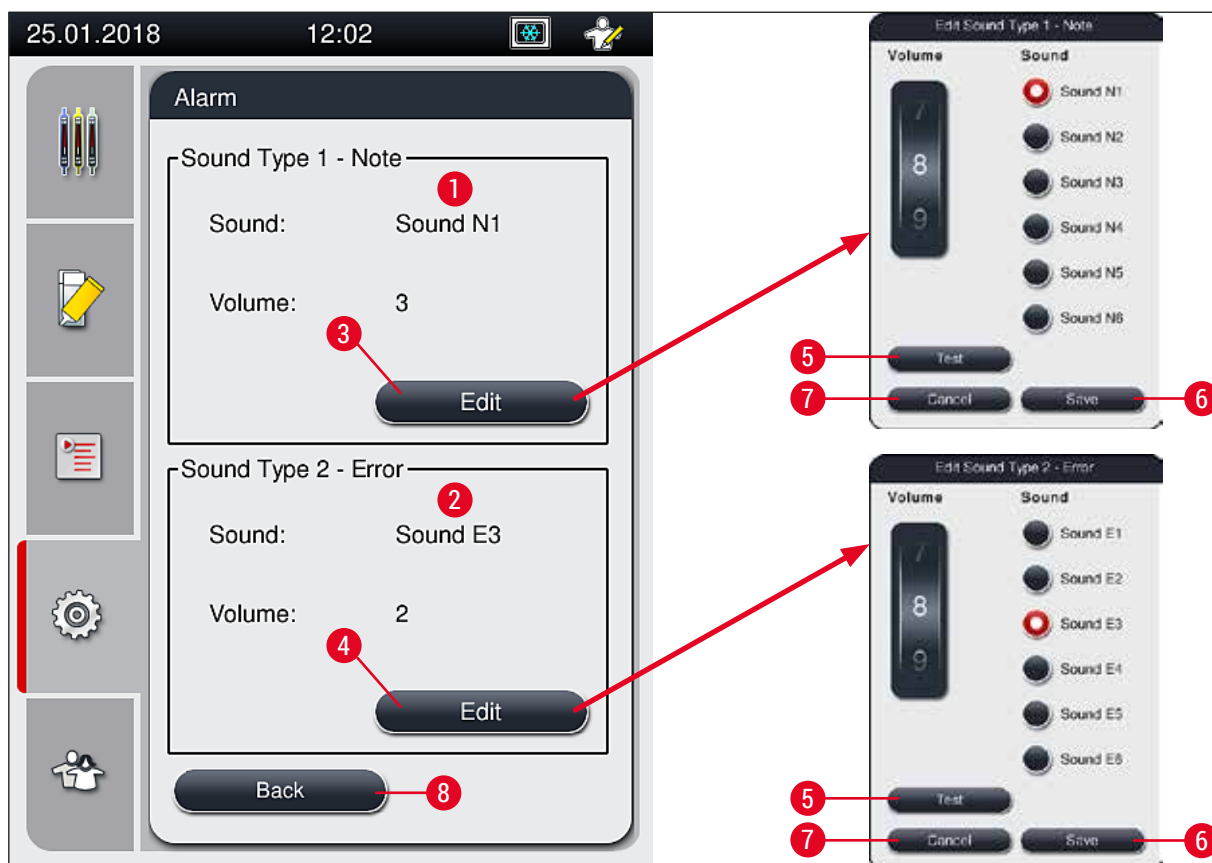 25.01.2018 12:02
Alarm
Sound Type 1 - Note
1
Sound: Sound N1
Volume: 3
3
Edit
Sound Type 2 - Error
2
Sound: Sound E3
Volume: 2
4
Edit
Back
8
Edit Sound Type 1 - Note
Volume Sound
7
8
9
Sound N1
Sound N2
Sound N3
Sound N4
Sound N5
Sound N6
5
Test
7
Cancel Save
6
Edit Sound Type 2 - Error
Volume Sound
7
8
9
Sound E1
Sound E2
Sound E3
Sound E4
Sound E5
Sound E6
5
Test
7
Cancel Save
6